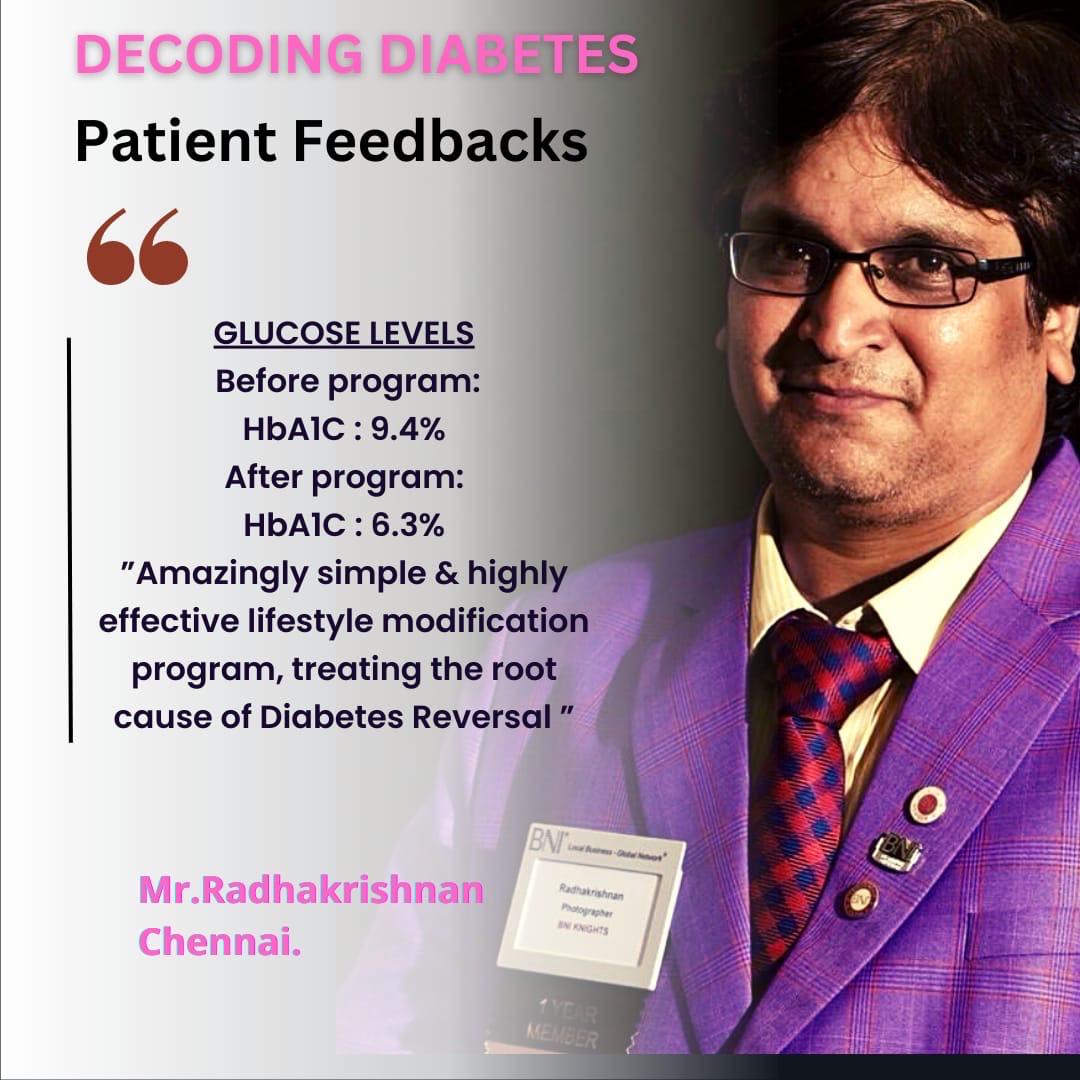 DECODING DIABETES
Patient Feedbacks
GLUCOSE LEVELS
Before program:
HbA1C : 9.4%
After program:
HbA1C : 6.3%
”Amazingly simple & highly
effective lifestyle modification
program, treating the root
cause of Diabetes Reversal ”
Mr.Radhakrishnan
Chennai.
BNI® Local Business - Global Network®
Radhakrishnan
Photographer
BNI KNIGHTS
1 YEAR
MEMBER
BNI
BNI